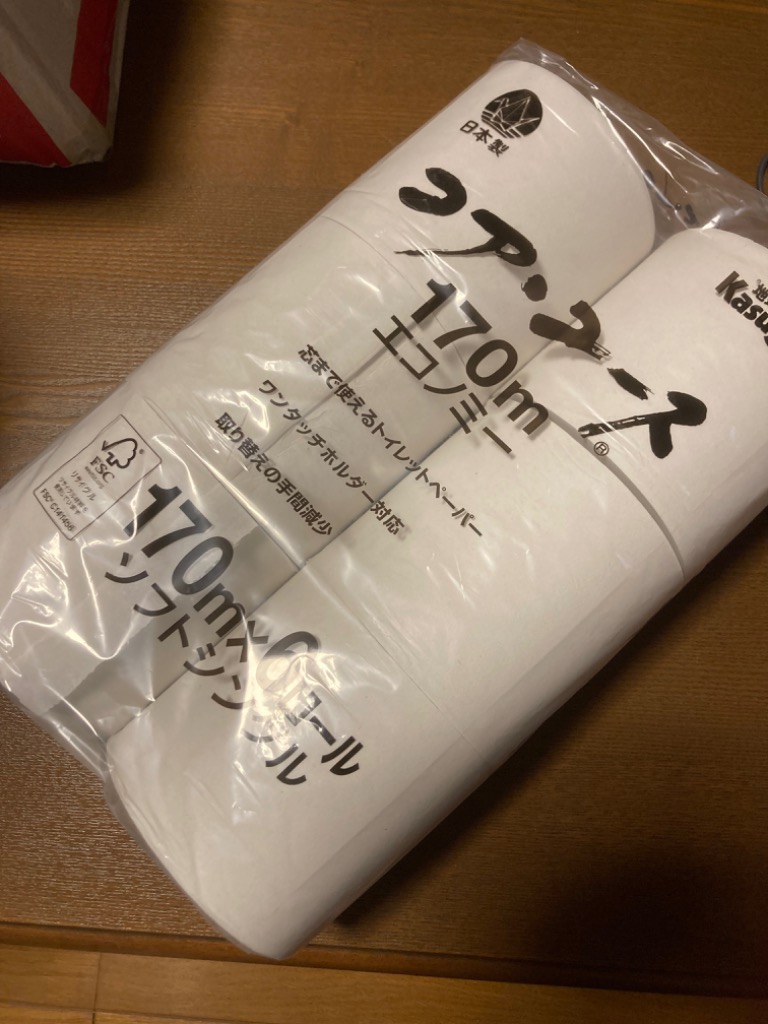 日本製
コア・ユース®
170m
エコノミー
芯まで使えるトイレットペーパー
ワンタッチホルダー対応
取り替えの手間減少
FSC
リサイクル
FSC® C141456
170m×6ロール
ソフトシングル